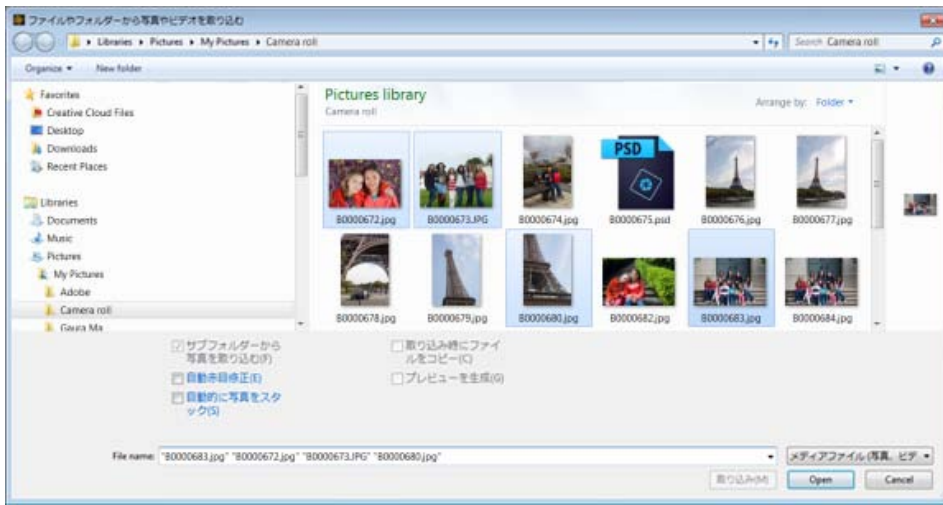 ファイルやフォルダーから写真やビデオを取り込む
Libraries ▸ Pictures ▸ My Pictures ▸ Camera roll
Search Camera roll
Organize
New folder
Favorites
Creative Cloud Files
Desktop
Downloads
Recent Places
Libraries
Documents
Music
Pictures
My Pictures
Adobe
Camera roll
Gaura Ma
Pictures library
Camera roll
Arrange by: Folder
PSD
B0000672.jpg
B0000673.JPG
B0000674.jpg
B0000675.psd
B0000676.jpg
B0000677.jpg
B0000678.jpg
B0000679.jpg
B0000680.jpg
B0000682.jpg
B0000683.jpg
B0000684.jpg
サブフォルダーから
写真を取り込む(F)
自動赤目修正(E)
自動的に写真をスタ
ック(S)
取り込み時にファイ
ルをコピー(C)
プレビューを生成(G)
File name: "B0000683.jpg" "B0000672.jpg" "B0000673.JPG" "B0000680.jpg"
メディアファイル(写真、ビデ
取り込み(M)
Open
Cancel